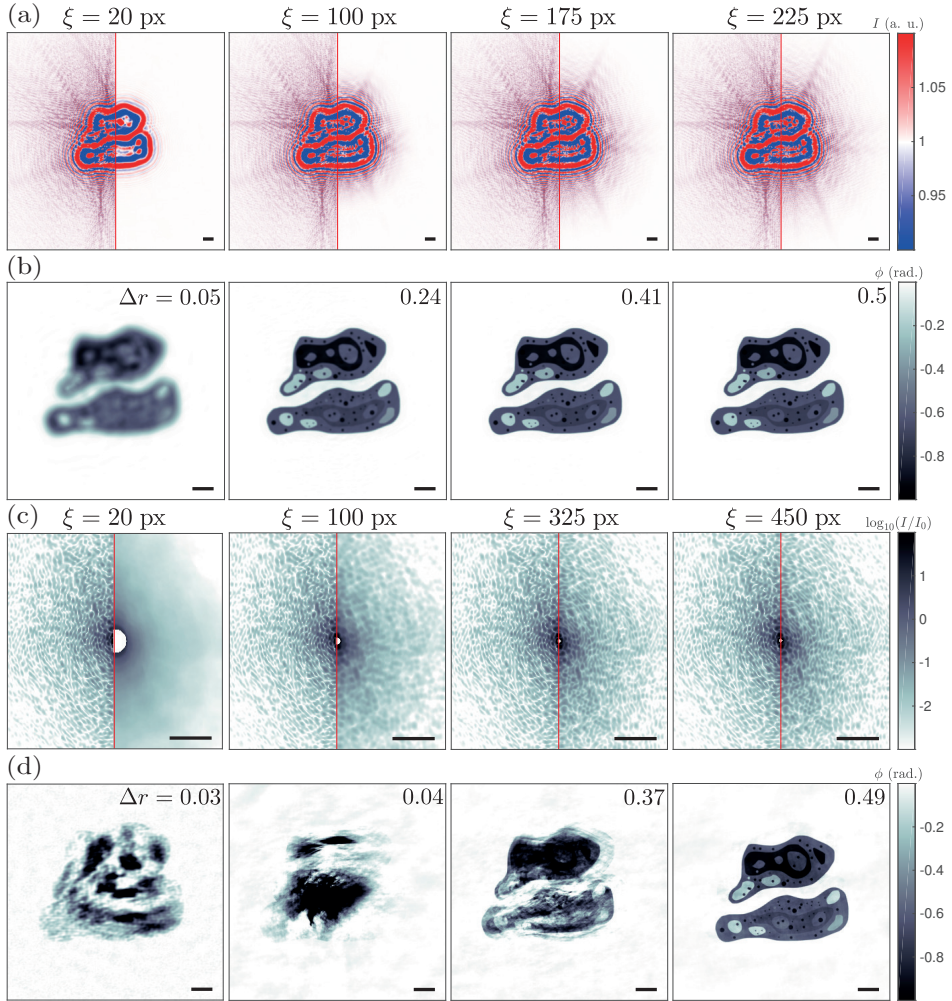 (a) ξ = 20 px ξ = 100 px ξ = 175 px ξ = 225 px I (a. u.)
1.05
1
0.95
(b) ϕ (rad.)
Δr = 0.05 0.24 0.41 0.5
-0.2
-0.4
-0.6
-0.8
(c) ξ = 20 px ξ = 100 px ξ = 325 px ξ = 450 px log₁₀(I/I₀)
1
0
-1
-2
(d) ϕ (rad.)
Δr = 0.03 0.04 0.37 0.49
-0.2
-0.4
-0.6
-0.8